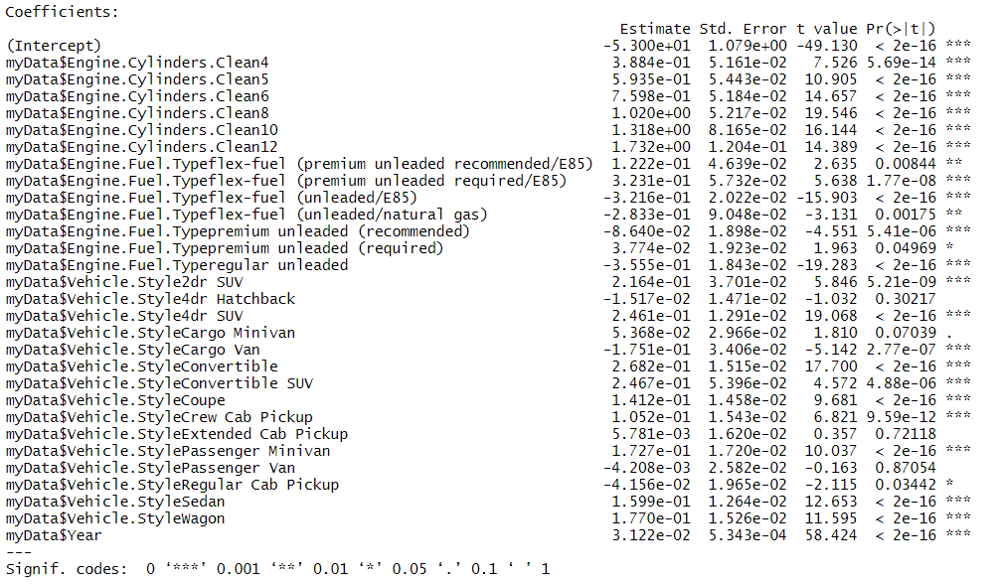 Coefficients:
Estimate Std. Error t value Pr(>|t|)
(Intercept) -5.300e+01 1.079e+00 -49.130 < 2e-16 ***
myData$Engine.Cylinders.Clean4 3.884e-01 5.161e-02 7.526 5.69e-14 ***
myData$Engine.Cylinders.Clean5 5.935e-01 5.443e-02 10.905 < 2e-16 ***
myData$Engine.Cylinders.Clean6 7.598e-01 5.184e-02 14.657 < 2e-16 ***
myData$Engine.Cylinders.Clean8 1.020e+00 5.217e-02 19.546 < 2e-16 ***
myData$Engine.Cylinders.Clean10 1.318e+00 8.165e-02 16.144 < 2e-16 ***
myData$Engine.Cylinders.Clean12 1.732e+00 1.204e-01 14.389 < 2e-16 ***
myData$Engine.Fuel.Typeflex-fuel (premium unleaded recommended/E85) 1.222e-01 4.639e-02 2.635 0.00844 **
myData$Engine.Fuel.Typeflex-fuel (premium unleaded required/E85) 3.231e-01 5.732e-02 5.638 1.77e-08 ***
myData$Engine.Fuel.Typeflex-fuel (unleaded/E85) -3.216e-01 2.022e-02 -15.903 < 2e-16 ***
myData$Engine.Fuel.Typeflex-fuel (unleaded/natural gas) -2.833e-01 9.048e-02 -3.131 0.00175 **
myData$Engine.Fuel.Typepremium unleaded (recommended) -8.640e-02 1.898e-02 -4.551 5.41e-06 ***
myData$Engine.Fuel.Typepremium unleaded (required) 3.774e-02 1.923e-02 1.963 0.04969 *
myData$Engine.Fuel.Typeregular unleaded -3.555e-01 1.843e-02 -19.283 < 2e-16 ***
myData$Vehicle.Style2dr SUV 2.164e-01 3.701e-02 5.846 5.21e-09 ***
myData$Vehicle.Style4dr Hatchback -1.517e-02 1.471e-02 -1.032 0.30217
myData$Vehicle.Style4dr SUV 2.461e-01 1.291e-02 19.068 < 2e-16 ***
myData$Vehicle.StyleCargo Minivan 5.368e-02 2.966e-02 1.810 0.07039 .
myData$Vehicle.StyleCargo Van -1.751e-01 3.406e-02 -5.142 2.77e-07 ***
myData$Vehicle.StyleConvertible 2.682e-01 1.515e-02 17.700 < 2e-16 ***
myData$Vehicle.StyleConvertible SUV 2.467e-01 5.396e-02 4.572 4.88e-06 ***
myData$Vehicle.StyleCoupe 1.412e-01 1.458e-02 9.681 < 2e-16 ***
myData$Vehicle.StyleCrew Cab Pickup 1.052e-01 1.543e-02 6.821 9.59e-12 ***
myData$Vehicle.StyleExtended Cab Pickup 5.781e-03 1.620e-02 0.357 0.72118
myData$Vehicle.StylePassenger Minivan 1.727e-01 1.720e-02 10.037 < 2e-16 ***
myData$Vehicle.StylePassenger Van -4.208e-03 2.582e-02 -0.163 0.87054
myData$Vehicle.StyleRegular Cab Pickup -4.156e-02 1.965e-02 -2.115 0.03442 *
myData$Vehicle.StyleSedan 1.599e-01 1.264e-02 12.653 < 2e-16 ***
myData$Vehicle.StyleWagon 1.770e-01 1.526e-02 11.595 < 2e-16 ***
myData$Year 3.122e-02 5.343e-04 58.424 < 2e-16 ***
---
Signif. codes: 0 ‘***’ 0.001 ‘**’ 0.01 ‘*’ 0.05 ‘.’ 0.1 ‘ ’ 1